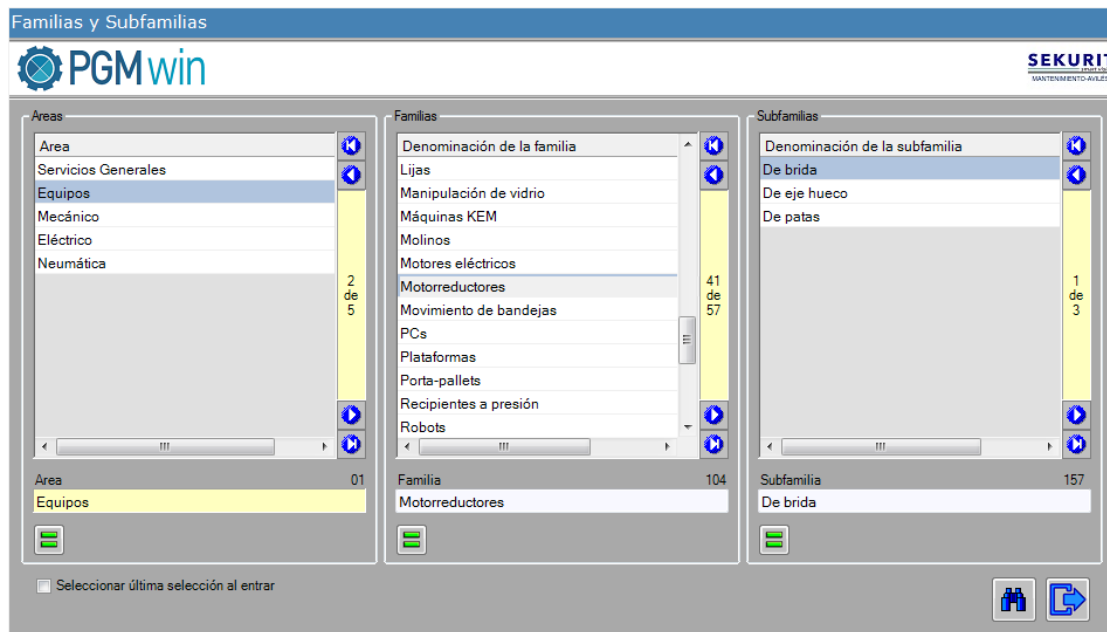 Familias y Subfamilias
PGMwin
SEKURIT
MANTENIMIENTO-AVILÉS
Areas
Area
Servicios Generales
Equipos
Mecánico
Eléctrico
Neumática
2
de
5
Area 01
Equipos
Familias
Denominación de la familia
Lijas
Manipulación de vidrio
Máquinas KEM
Molinos
Motores eléctricos
Motorreductores
Movimiento de bandejas
PCs
Plataformas
Porta-pallets
Recipientes a presión
Robots
41
de
57
Familia 104
Motorreductores
Subfamilias
Denominación de la subfamilia
De brida
De eje hueco
De patas
1
de
3
Subfamilia 157
De brida
Seleccionar última selección al entrar